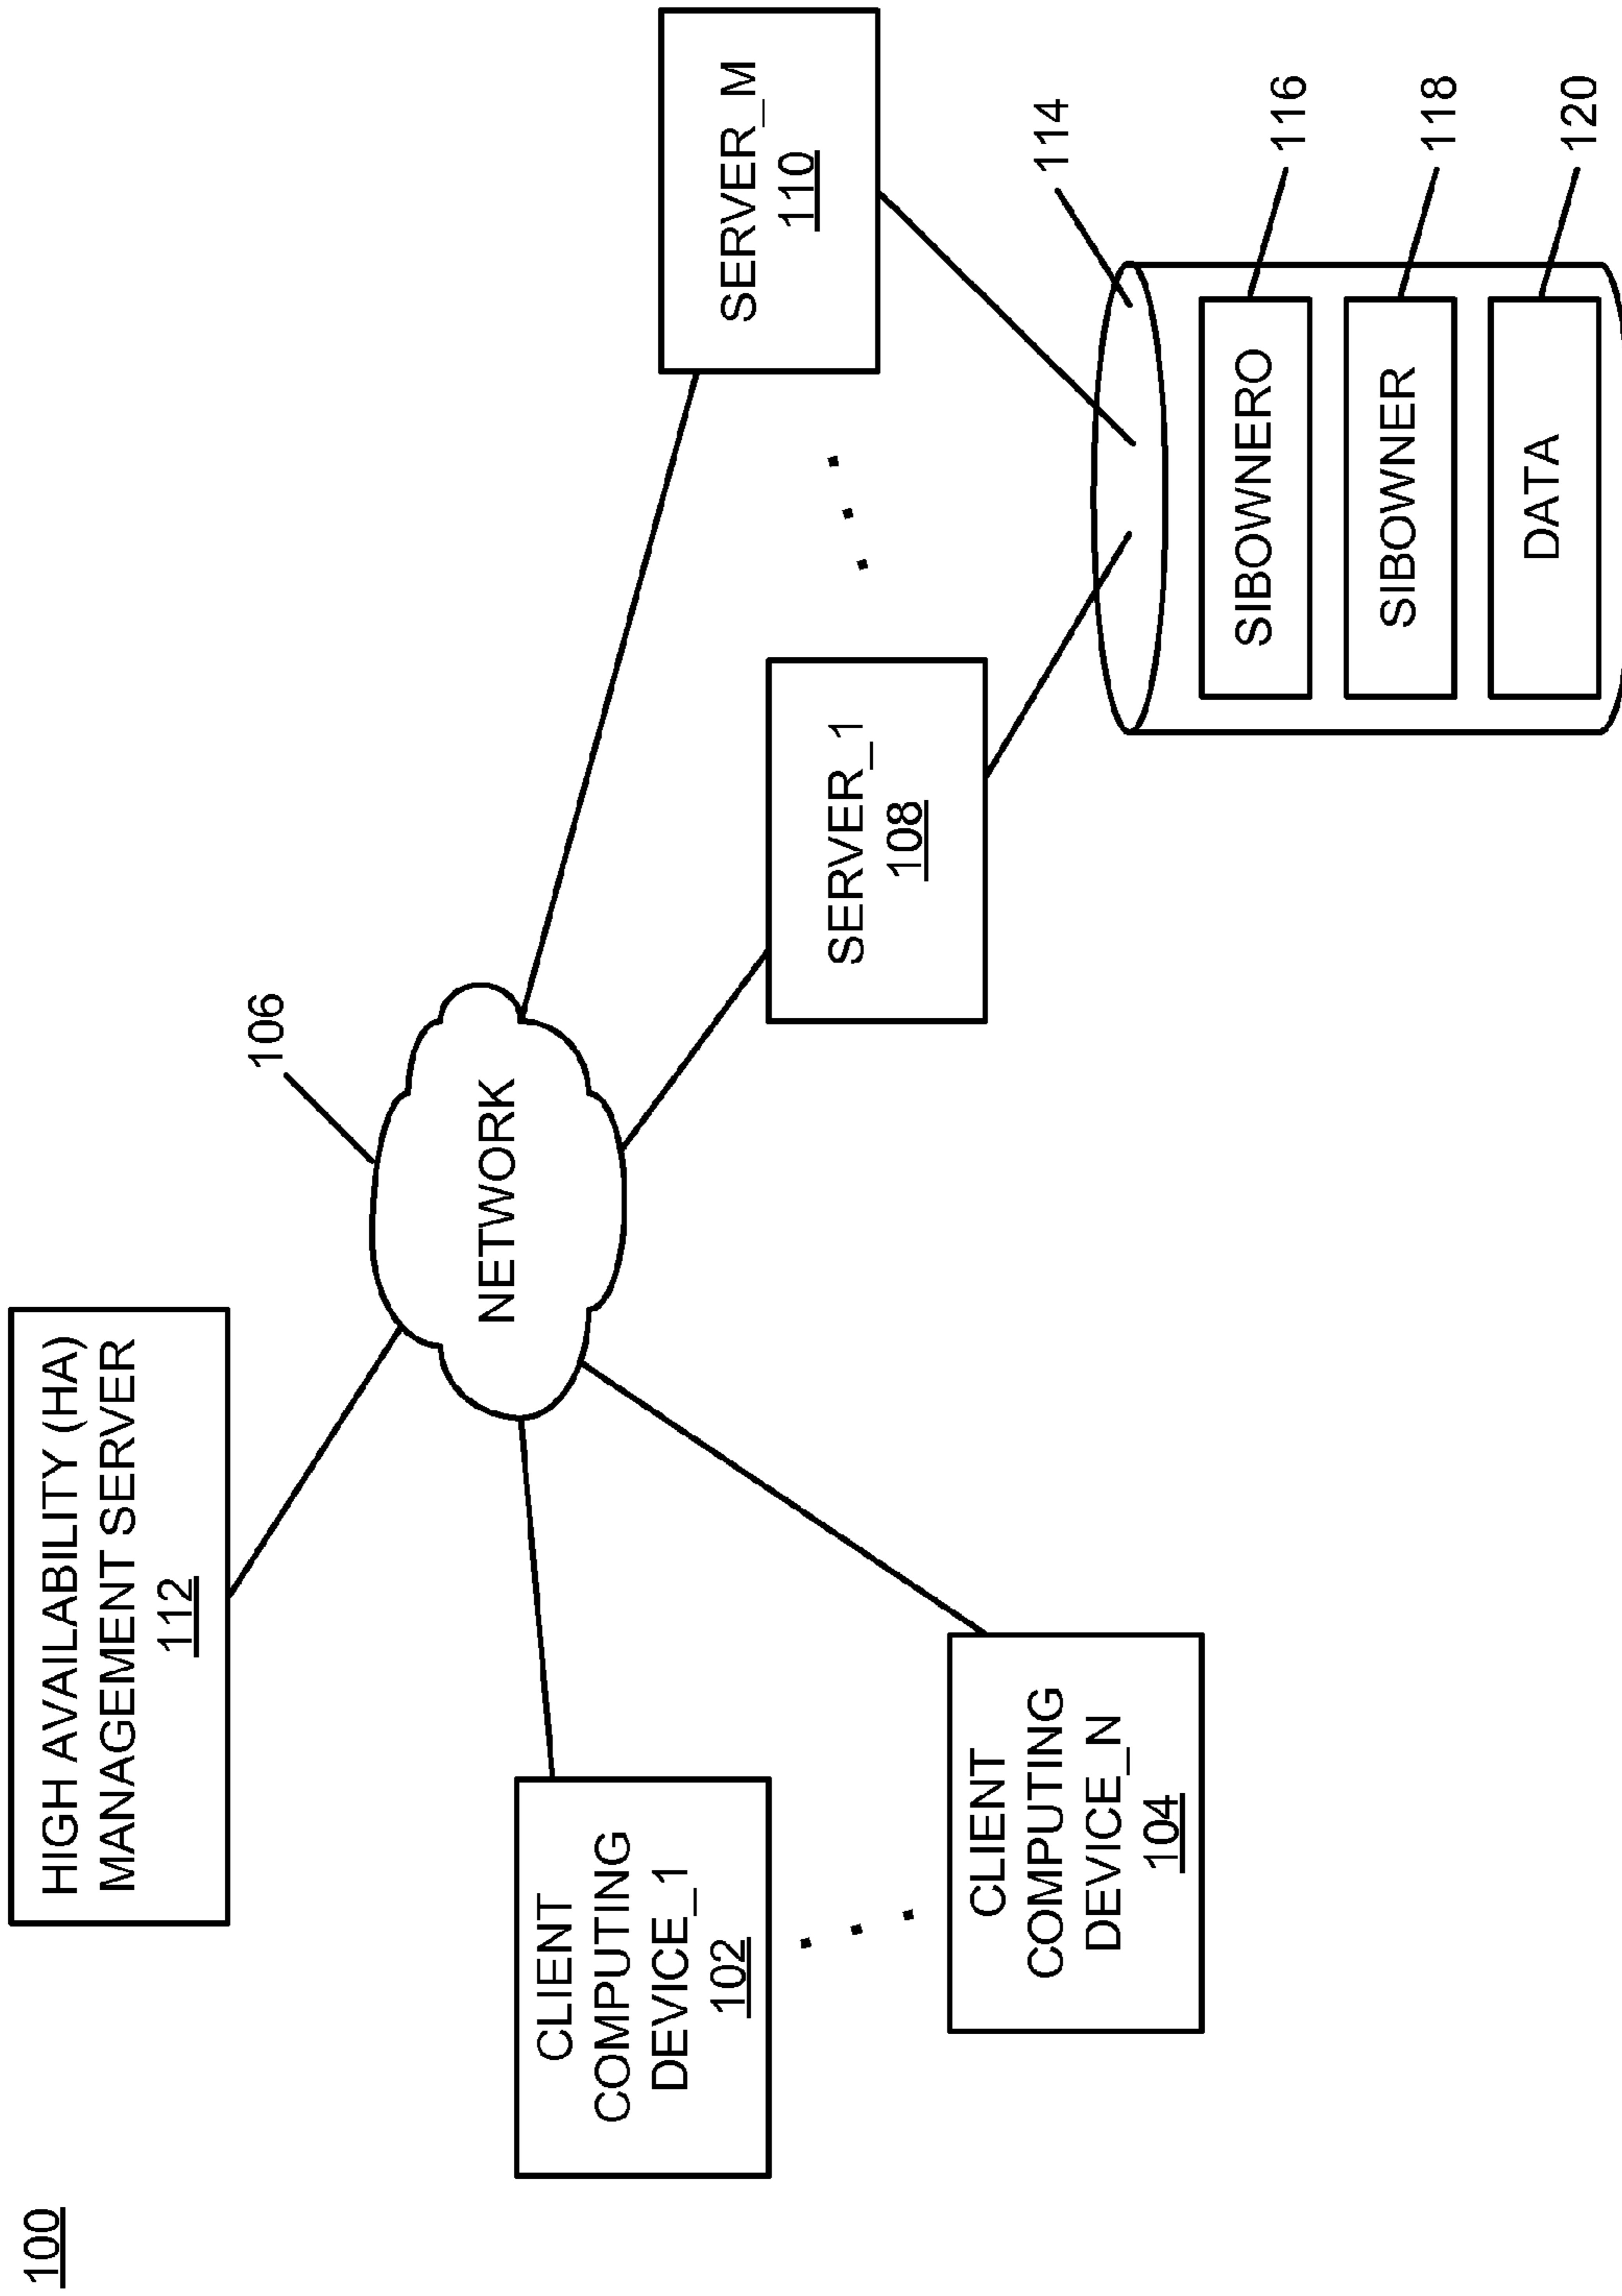 100
HIGH AVAILABILITY (HA)
MANAGEMENT SERVER
112
106
NETWORK
CLIENT
COMPUTING
DEVICE_1
102
CLIENT
COMPUTING
DEVICE_N
104
SERVER_1
108
SERVER_M
110
114
SIBOWNERO
116
SIBOWNER
118
DATA
120